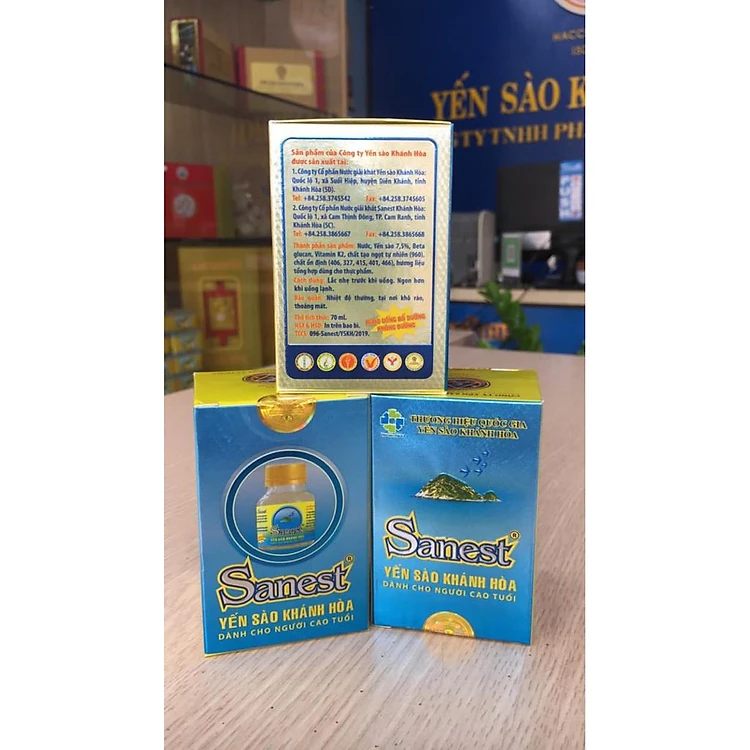 HACC
ISO
YẾN SÀO K
G TY TNHH PH
Sản phẩm của Công ty Yến sào Khánh Hòa
được sản xuất tại:
1. Công ty Cổ phần Nước giải khát Yến sào Khánh Hòa:
Quốc lộ 1, xã Suối Hiệp, huyện Diên Khánh, tỉnh
Khánh Hòa (SD).
Tel: +84.258.3745542 Fax: +84.258.3745605
2. Công ty Cổ phần Nước giải khát Sanest Khánh Hòa:
Quốc lộ 1, xã Cam Thịnh Đông, TP. Cam Ranh, tỉnh
Khánh Hòa (SC).
Tel: +84.258.3865667 Fax: +84.258.3865668
Thành phần sản phẩm: Nước, Yến sào 7,5%, Beta
glucan, Vitamin K2, chất tạo ngọt tự nhiên (960).
chất ổn định (406, 327, 415, 401, 466), hương liệu
tổng hợp dùng cho thực phẩm.
Cách dùng: Lắc nhẹ trước khi uống. Ngon hơn
khi uống lạnh.
Bảo quản: Nhiệt độ thường, tại nơi khô ráo,
thoáng mát.
Thể tích thực: 70 ml.
NSX & HSD: In trên bao bì.
TCCS: 096-Sanest/YSKH/2019.
KHÔNG ĐƯỜNG
Sanest
Sanest®
YẾN SÀO KHÁNH HÒA
DÀNH CHO NGƯỜI CAO TUỔI
THƯƠNG HIỆU QUỐC GIA
YẾN SÀO KHÁNH HÒA
Sanest®
YẾN SÀO KHÁNH HÒA
DÀNH CHO NGƯỜI CAO TUỔI